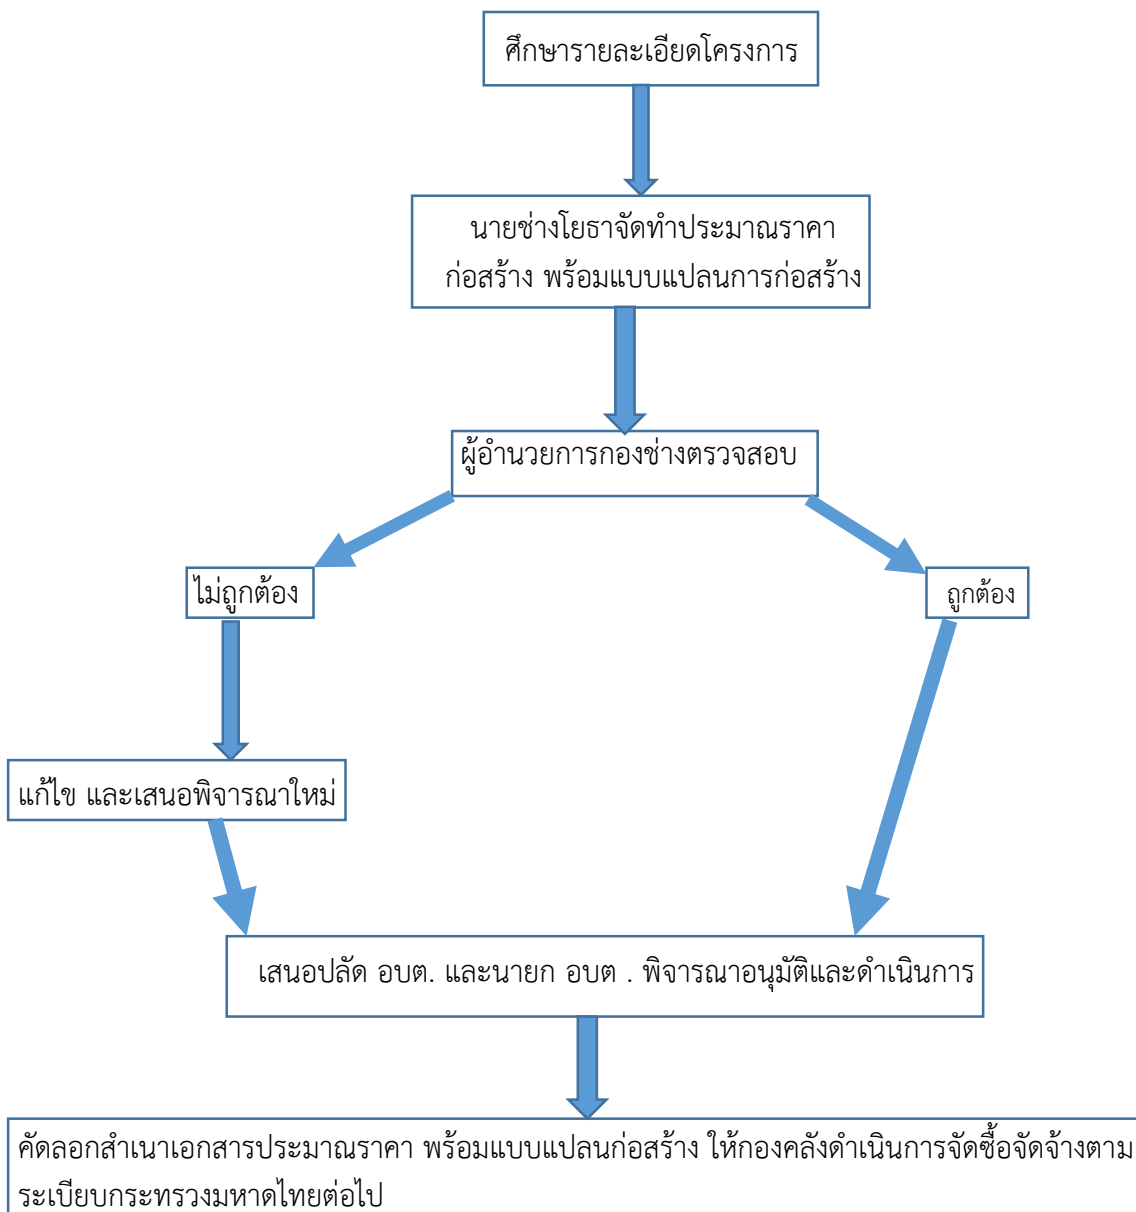 ศึกษารายละเอียดโครงการ
นายช่างโยธาจัดทำประมาณราคา
ก่อสร้าง พร้อมแบบแปลนการก่อสร้าง
ผู้อำนวยการกองช่างตรวจสอบ
ไม่ถูกต้อง
ถูกต้อง
แก้ไข และเสนอพิจารณาใหม่
เสนอปลัด อบต. และนายก อบต . พิจารณาอนุมัติและดำเนินการ
คัดลอกสำเนาเอกสารประมาณราคา พร้อมแบบแปลนก่อสร้าง ให้กองคลังดำเนินการจัดซื้อจัดจ้างตาม
ระเบียบกระทรวงมหาดไทยต่อไป